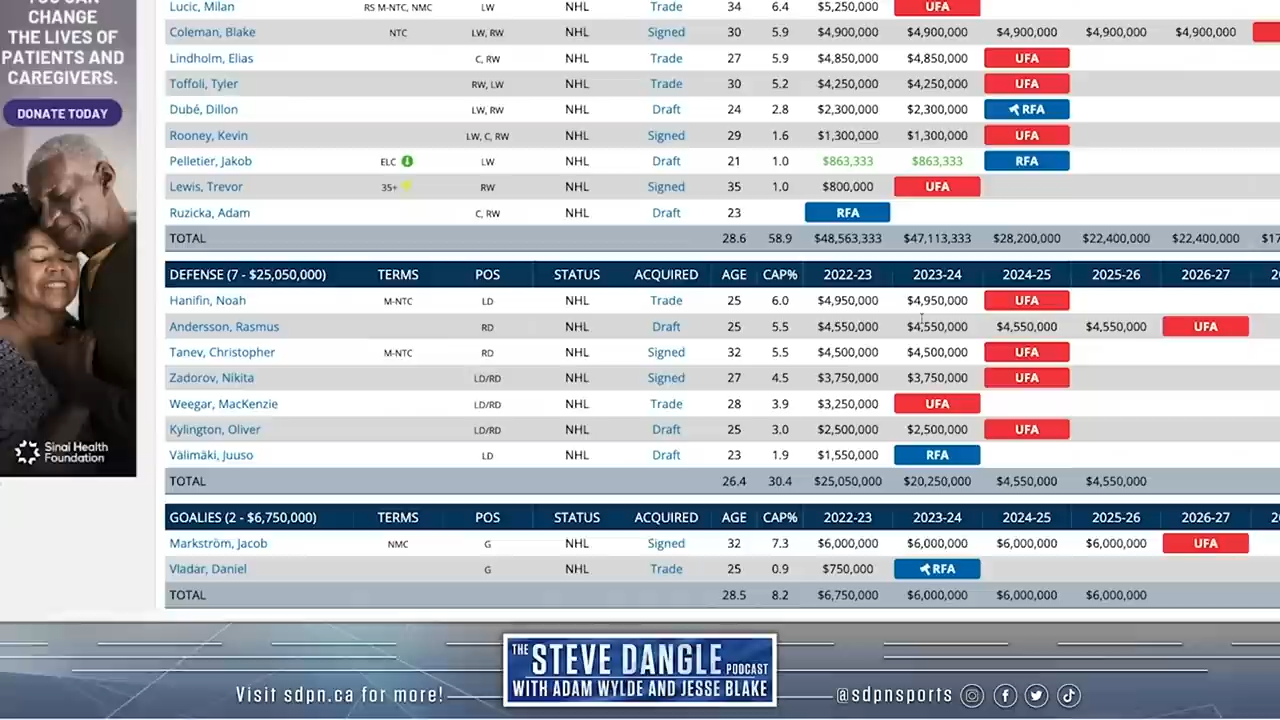 YOU CAN
CHANGE
THE LIVES OF
PATIENTS AND
CAREGIVERS.
DONATE TODAY
Sinai Health
Foundation
Lucic, Milan RS M-NTC, NMC LW NHL Trade 34 6.4 $5,250,000 UFA
Coleman, Blake NTC LW, RW NHL Signed 30 5.9 $4,900,000 $4,900,000 $4,900,000 $4,900,000 $4,900,000
Lindholm, Elias C, RW NHL Trade 27 5.9 $4,850,000 $4,850,000 UFA
Toffoli, Tyler RW, LW NHL Trade 30 5.2 $4,250,000 $4,250,000 UFA
Dubé, Dillon LW, RW NHL Draft 24 2.8 $2,300,000 $2,300,000 RFA
Rooney, Kevin LW, C, RW NHL Signed 29 1.6 $1,300,000 $1,300,000 UFA
Pelletier, Jakob ELC LW NHL Draft 21 1.0 $863,333 $863,333 RFA
Lewis, Trevor 35+ RW NHL Signed 35 1.0 $800,000 UFA
Ruzicka, Adam C, RW NHL Draft 23 RFA
TOTAL 28.6 58.9 $48,563,333 $47,113,333 $28,200,000 $22,400,000 $22,400,000 $17
DEFENSE (7 - $25,050,000) TERMS POS STATUS ACQUIRED AGE CAP% 2022-23 2023-24 2024-25 2025-26 2026-27 2
Hanifin, Noah M-NTC LD NHL Trade 25 6.0 $4,950,000 $4,950,000 UFA
Andersson, Rasmus RD NHL Draft 25 5.5 $4,550,000 $4,550,000 $4,550,000 $4,550,000 UFA
Tanev, Christopher M-NTC RD NHL Signed 32 5.5 $4,500,000 $4,500,000 UFA
Zadorov, Nikita LD/RD NHL Signed 27 4.5 $3,750,000 $3,750,000 UFA
Weegar, MacKenzie LD/RD NHL Trade 28 3.9 $3,250,000 UFA
Kylington, Oliver LD/RD NHL Draft 25 3.0 $2,500,000 $2,500,000 UFA
Välimäki, Juuso LD NHL Draft 23 1.9 $1,550,000 RFA
TOTAL 26.4 30.4 $25,050,000 $20,250,000 $4,550,000 $4,550,000
GOALIES (2 - $6,750,000) TERMS POS STATUS ACQUIRED AGE CAP% 2022-23 2023-24 2024-25 2025-26 2026-27 2
Markström, Jacob NMC G NHL Signed 32 7.3 $6,000,000 $6,000,000 $6,000,000 $6,000,000 UFA
Vladar, Daniel G NHL Trade 25 0.9 $750,000 RFA
TOTAL 28.5 8.2 $6,750,000 $6,000,000 $6,000,000 $6,000,000
Visit sdpn.ca for more!
THE STEVE DANGLE PODCAST
WITH ADAM WYLDE AND JESSE BLAKE
@sdpnsports